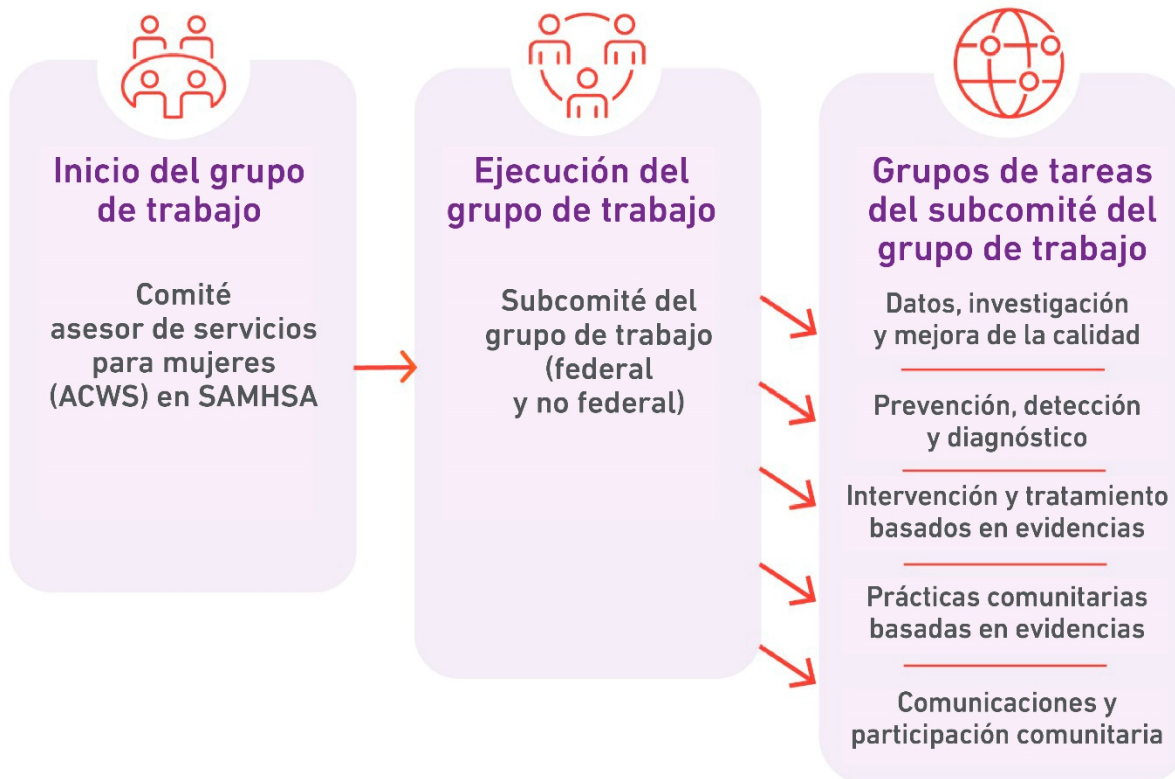 Inicio del grupo
de trabajo
Comité
asesor de servicios
para mujeres
(ACWS) en SAMHSA
Ejecución del
grupo de trabajo
Subcomité del
grupo de trabajo
(federal
y no federal)
Grupos de tareas
del subcomité del
grupo de trabajo
Datos, investigación
y mejora de la calidad
Prevención, detección
y diagnóstico
Intervención y tratamiento
basados en evidencias
Prácticas comunitarias
basadas en evidencias
Comunicaciones y
participación comunitaria